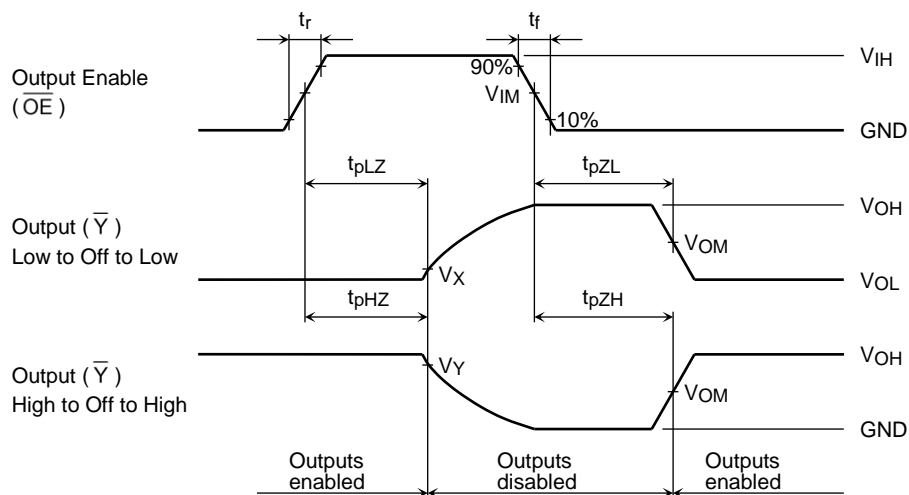 tr
tf
Output Enable
( O̅E̅ )
90%
VIM
10%
VIH
GND
tpLZ
tpZL
Output ( Y̅ )
Low to Off to Low
VX
VOH
VOM
VOL
tpHZ
tpZH
Output ( Y̅ )
High to Off to High
VY
VOH
VOM
GND
Outputs
enabled
Outputs
disabled
Outputs
enabled